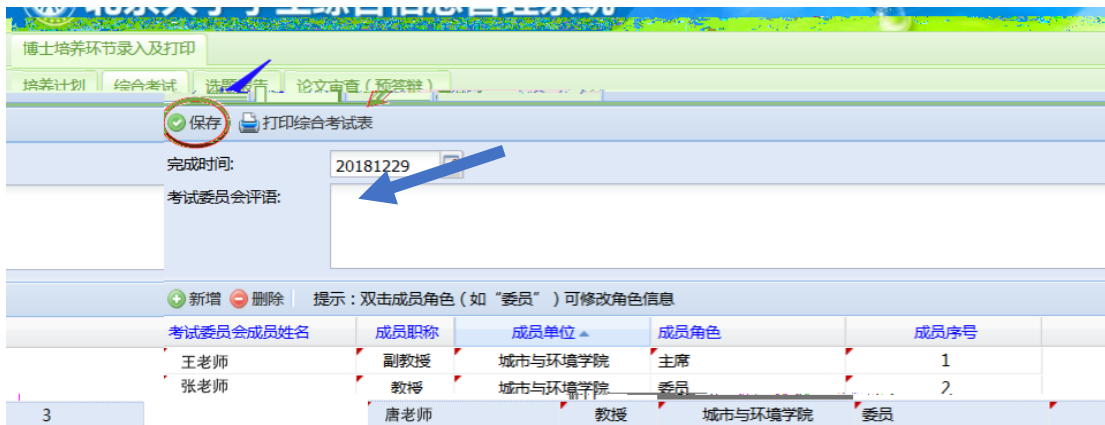 博士培养环节录入及打印
培养计划 综合考试 选题报告 论文审查（预答辩）
保存 打印综合考试表
完成时间: 20181229
考试委员会评语:
新增 删除 提示：双击成员角色（如“委员”）可修改角色信息
考试委员会成员姓名 成员职称 成员单位 成员角色 成员序号
王老师 副教授 城市与环境学院 主席 1
张老师 教授 城市与环境学院 委员 2
3 唐老师 教授 城市与环境学院 委员